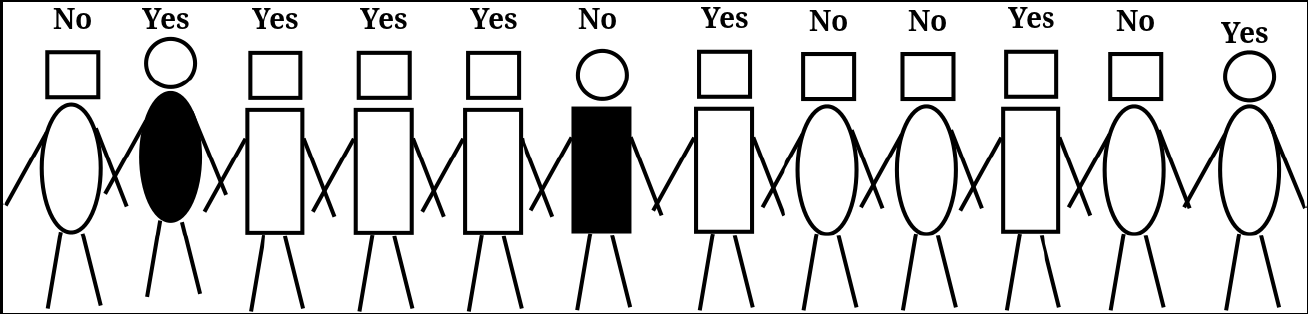 No Yes Yes Yes Yes No Yes No No Yes No Yes